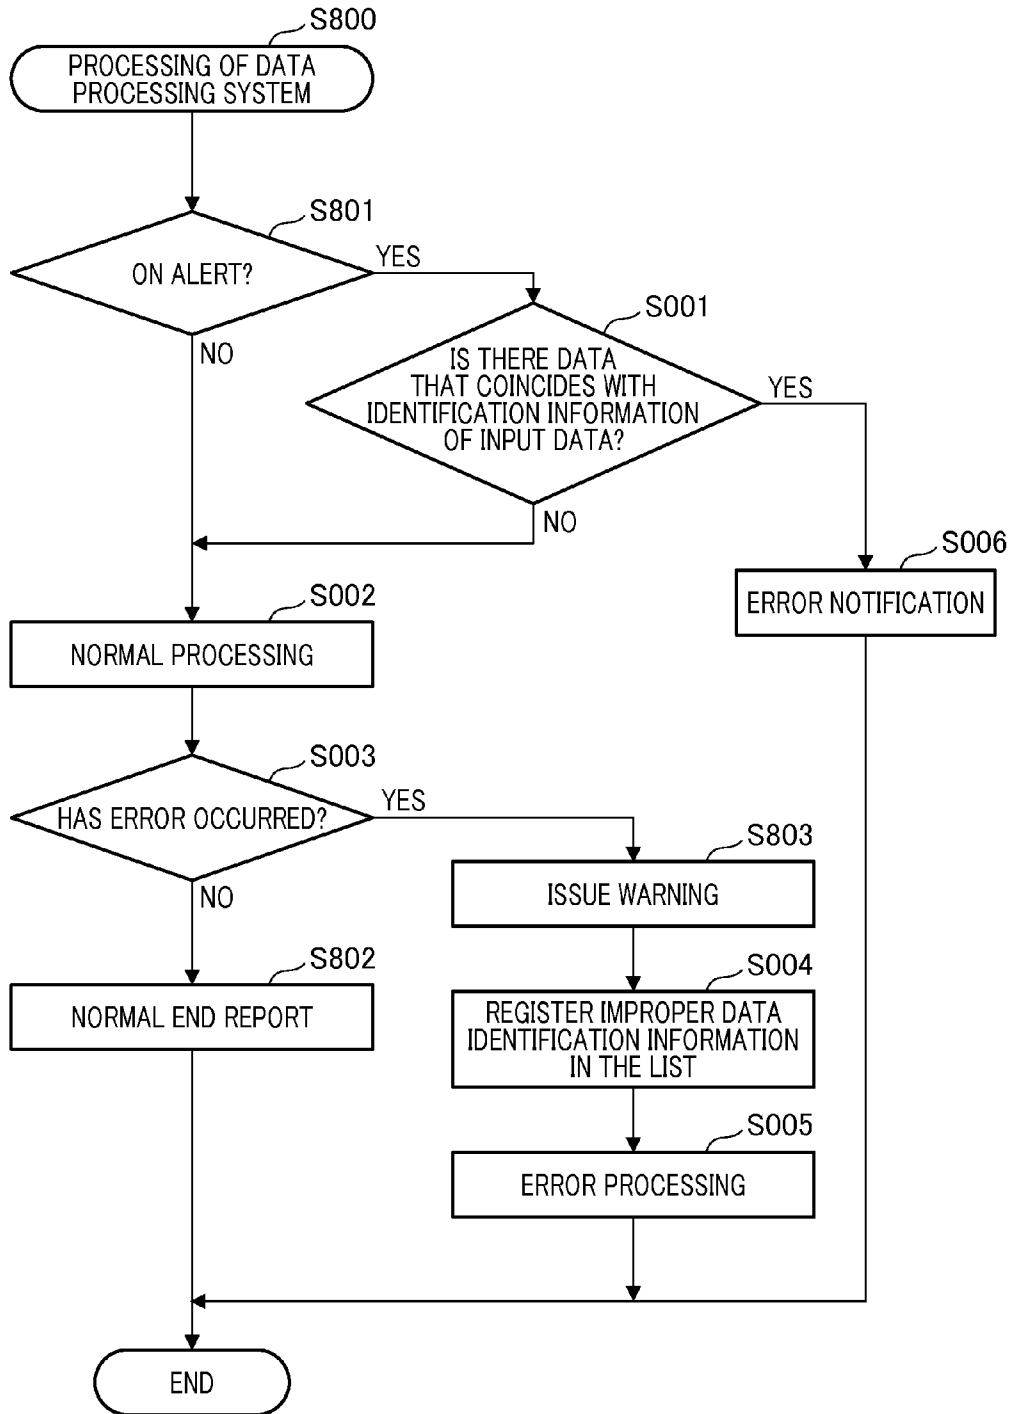 S800
PROCESSING OF DATA
PROCESSING SYSTEM
S801
ON ALERT?
YES
NO
S001
IS THERE DATA
THAT COINCIDES WITH
IDENTIFICATION INFORMATION
OF INPUT DATA?
YES
NO
S006
ERROR NOTIFICATION
S002
NORMAL PROCESSING
S003
HAS ERROR OCCURRED?
YES
NO
S803
ISSUE WARNING
S802
NORMAL END REPORT
S004
REGISTER IMPROPER DATA
IDENTIFICATION INFORMATION
IN THE LIST
S005
ERROR PROCESSING
END